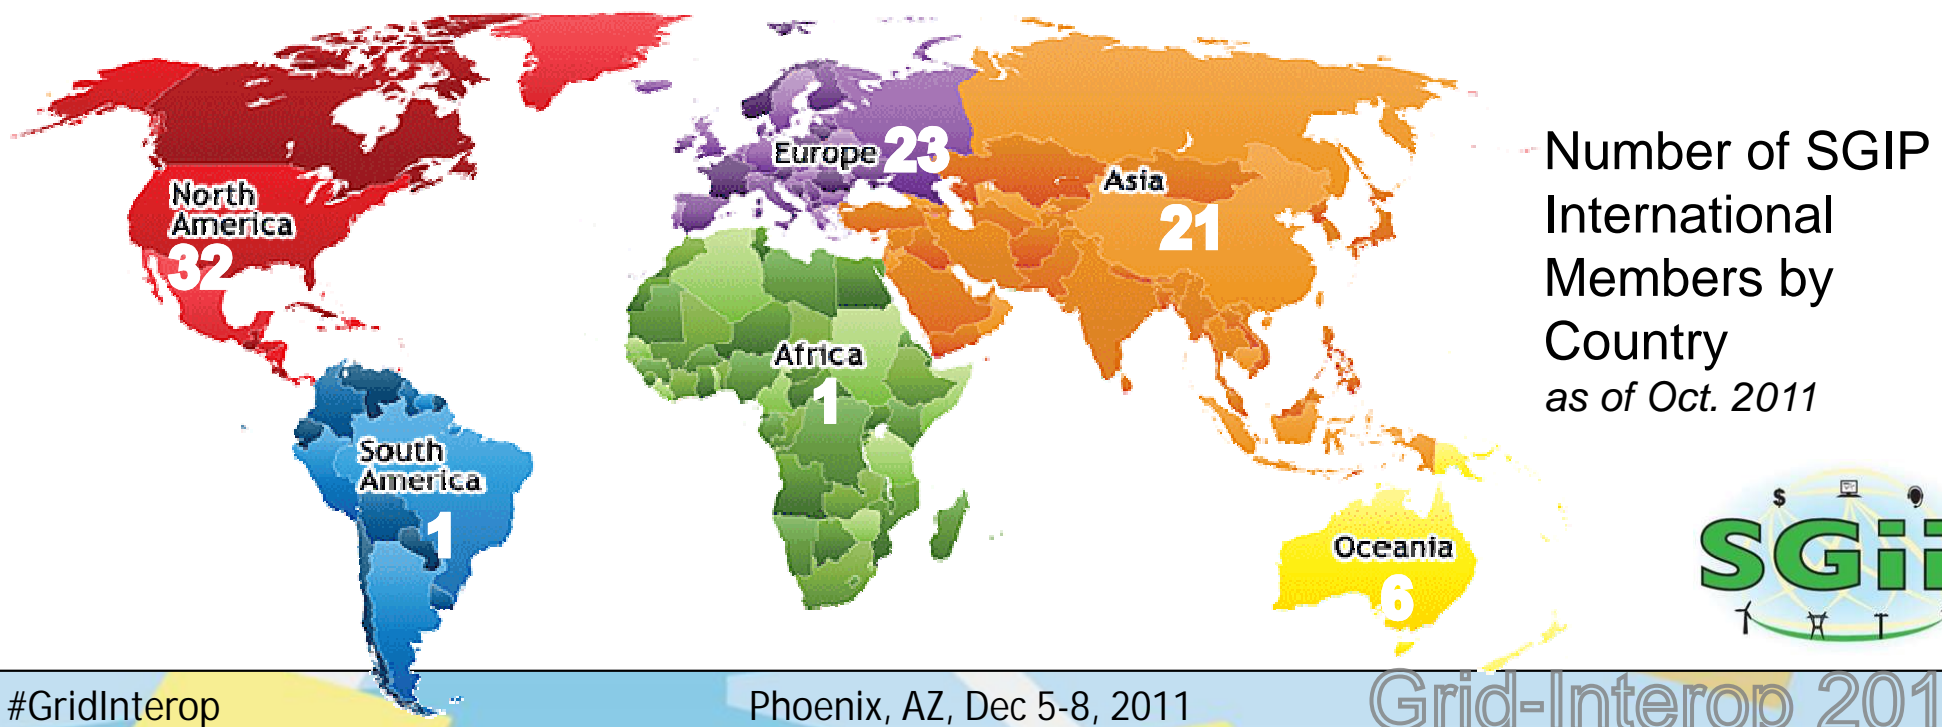 North
America
32
Europe 23
Asia
21
Africa
1
South
America
1
Oceania
6
Number of SGIP
International
Members by
Country
as of Oct. 2011
$
SGii
#GridInterop
Phoenix, AZ, Dec 5-8, 2011
Grid-Interop 201